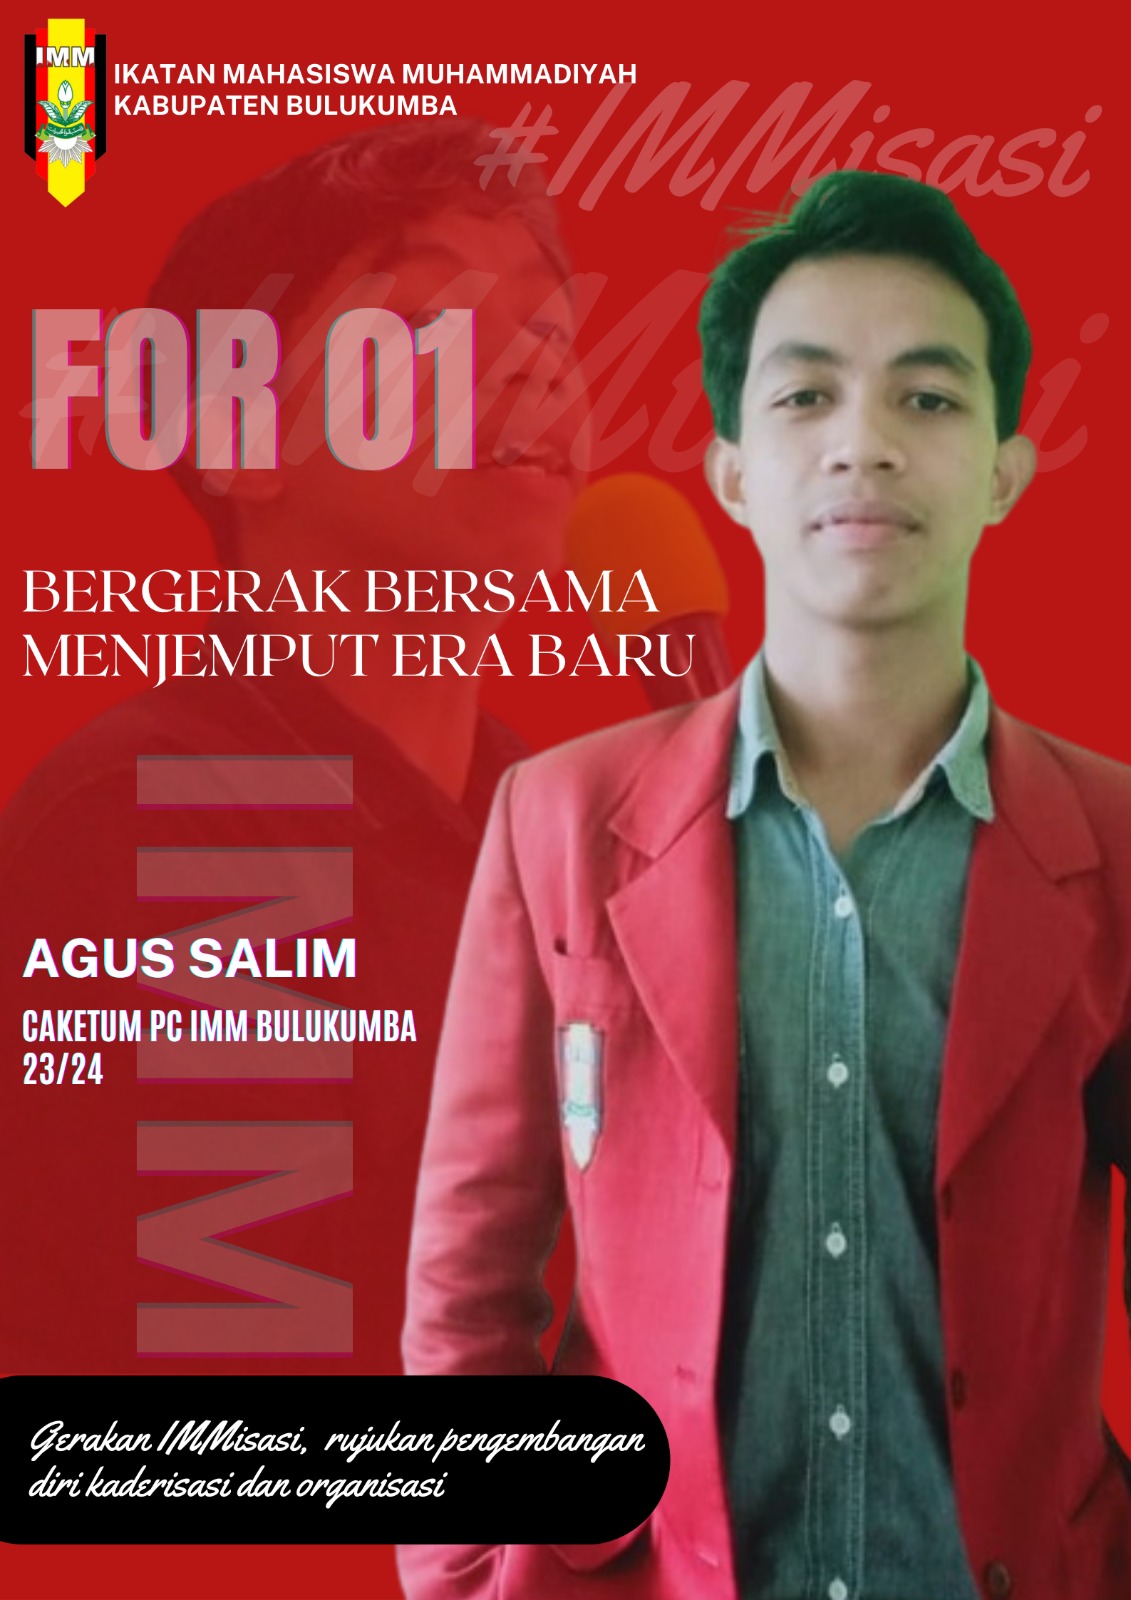 IMM
IKATAN MAHASISWA MUHAMMADIYAH
KABUPATEN BULUKUMBA
#IMMisasi
#IMMisasi
FOR 01
BERGERAK BERSAMA
MENJEMPUT ERA BARU
IMM
AGUS SALIM
CAKETUM PC IMM BULUKUMBA
23/24
Gerakan IMMisasi, rujukan pengembangan
diri kaderisasi dan organisasi